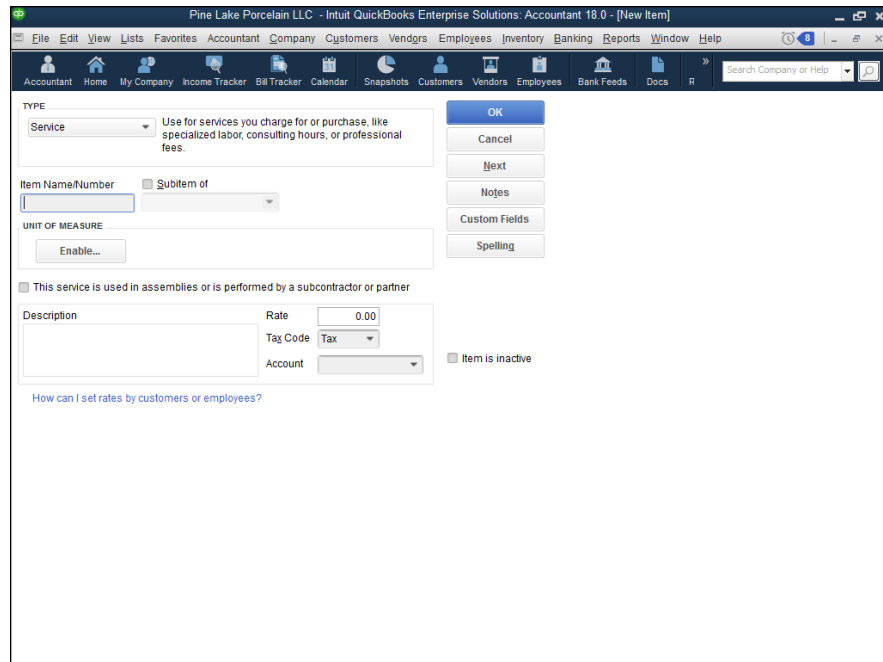 qb
Pine Lake Porcelain LLC - Intuit QuickBooks Enterprise Solutions: Accountant 18.0 - [New Item]
File Edit View Lists Favorites Accountant Company Customers Vendors Employees Inventory Banking Reports Window Help 8
Accountant Home My Company Income Tracker Bill Tracker Calendar Snapshots Customers Vendors Employees Bank Feeds Docs R » Search Company or Help
31
TYPE
Service
Use for services you charge for or purchase, like
specialized labor, consulting hours, or professional
fees.
OK
Cancel
Next
Notes
Custom Fields
Spelling
Item Name/Number Subitem of
UNIT OF MEASURE
Enable...
This service is used in assemblies or is performed by a subcontractor or partner
Description
Rate 0.00
Tax Code Tax
Account
Item is inactive
How can I set rates by customers or employees?